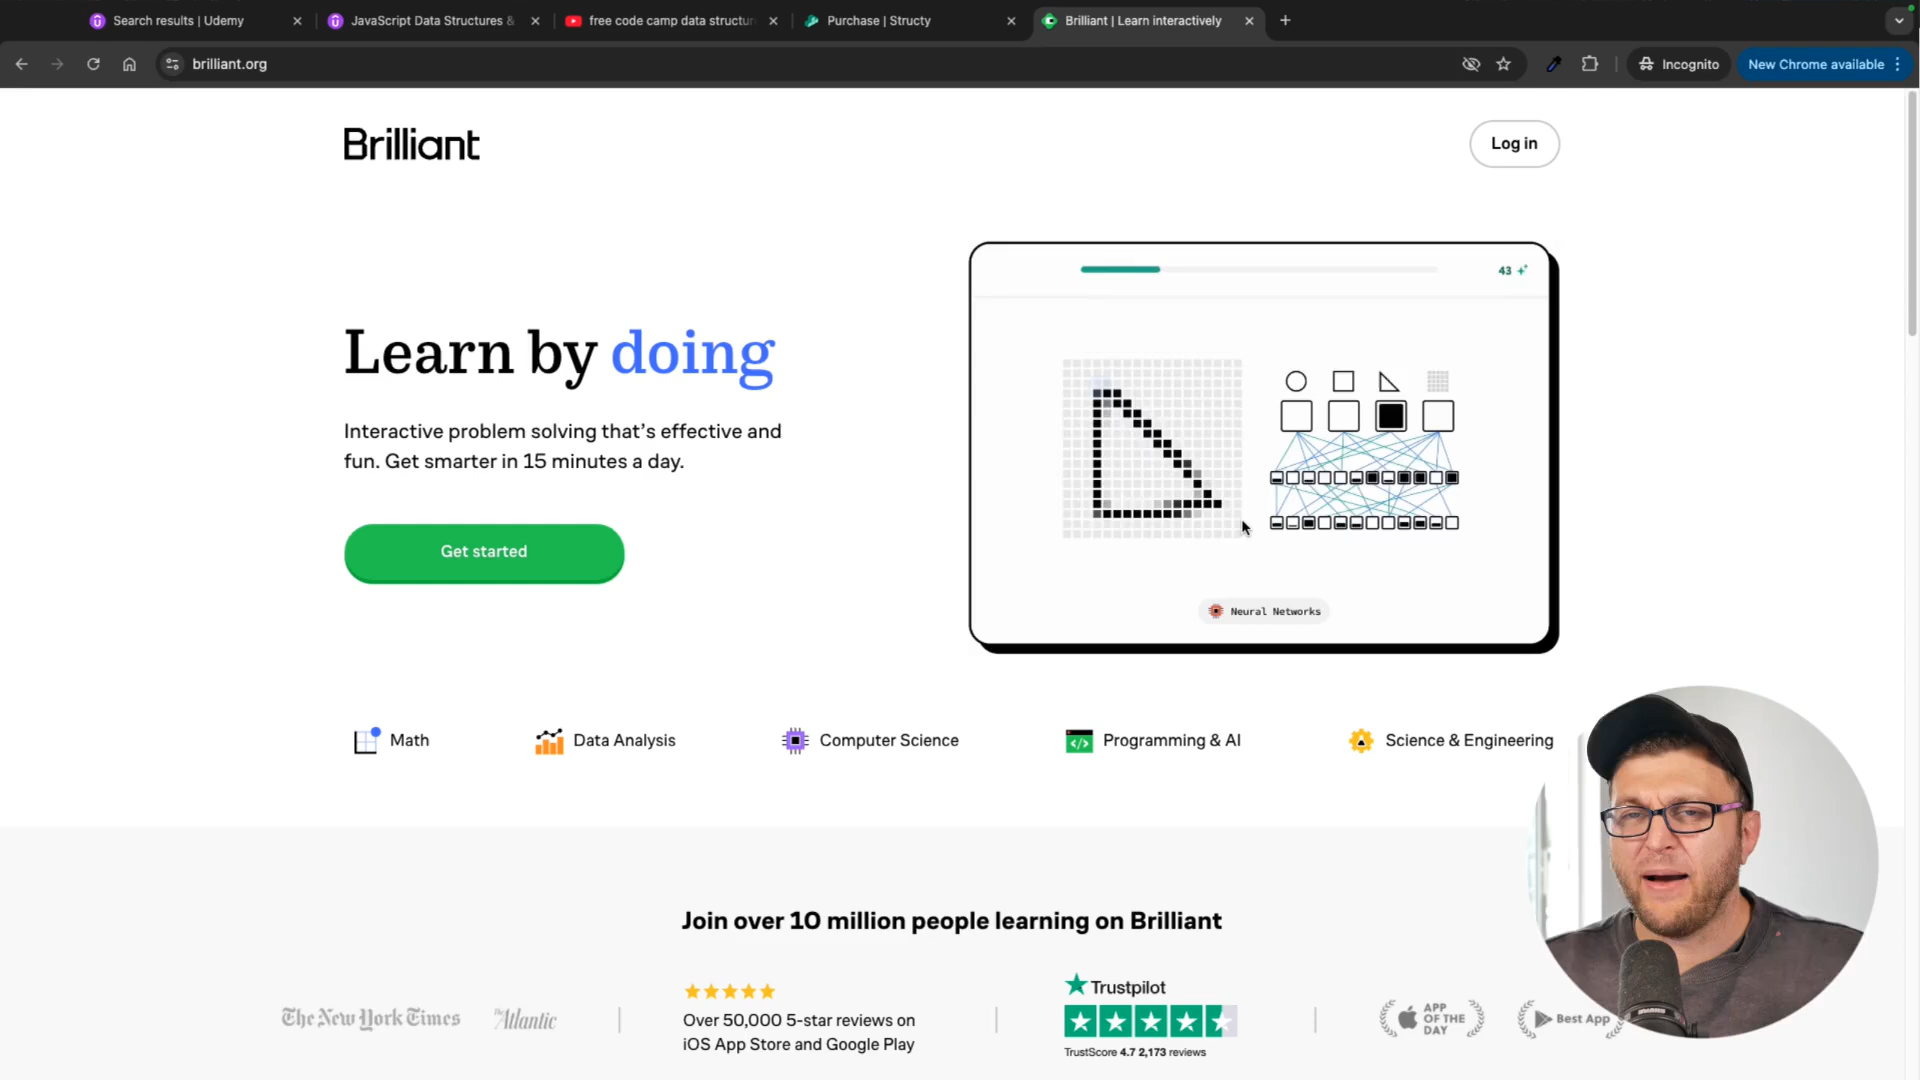 Search results | Udemy
JavaScript Data Structures &
free code camp data structur
Purchase | Structy
Brilliant | Learn interactively
brilliant.org
Incognito
New Chrome available
Brilliant
Log in
43
Learn by doing
Interactive problem solving that's effective and
fun. Get smarter in 15 minutes a day.
Get started
Neural Networks
Math
Data Analysis
Computer Science
Programming & AI
Science & Engineering
Join over 10 million people learning on Brilliant
The New York Times
The Atlantic
Over 50,000 5-star reviews on
iOS App Store and Google Play
Trustpilot
TrustScore 4.7 2,173 reviews
APP
OF THE
DAY
Best App